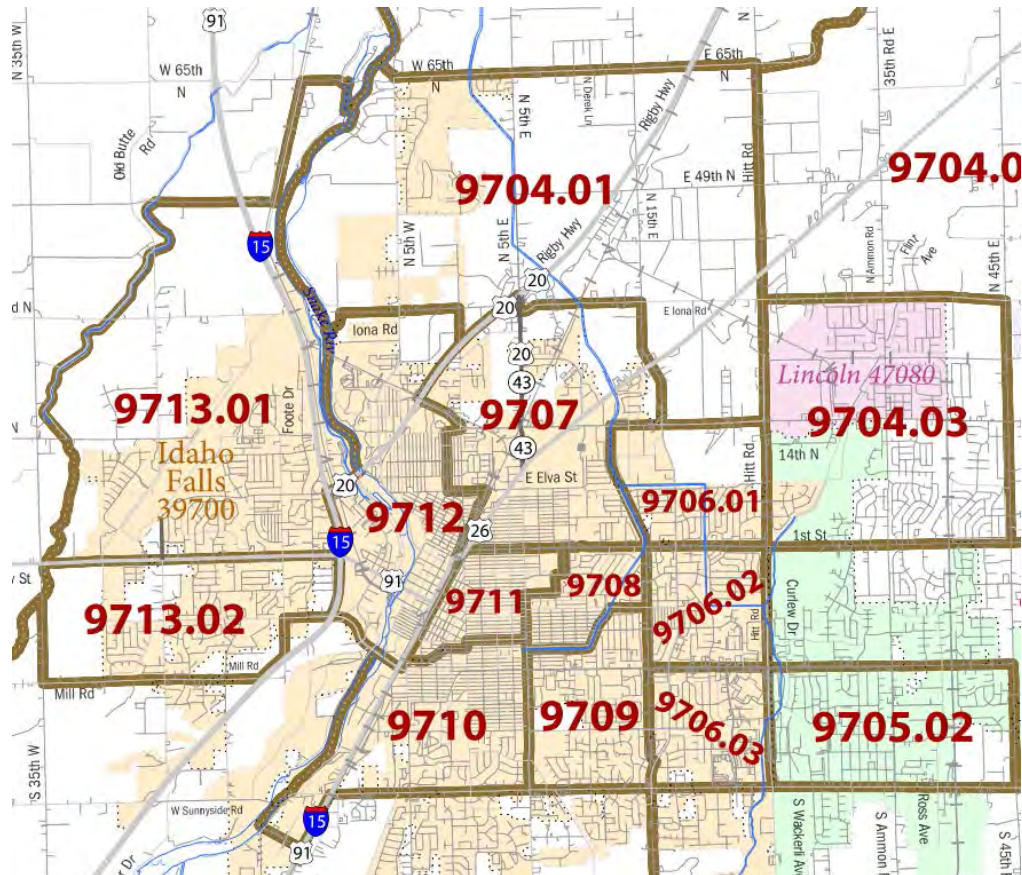 91
N 35th W
W 65th
N
W 65th
N
E 65th
N
N
35th Rd E
Old Butte
Rd
N Derek Ln
N 5th E
Rigby Hwy
Hitt Rd
E 49th N
9704.01
9704.0
15
N 5th W
N 5th E
Rigby Hwy
N 15th E
N Ammon Rd
Flint
Ave
N 45th E
20
20
d N
Snake Riv
Iona Rd
E Iona Rd
20
43
Lincoln 47080
9713.01
Foote Dr
9707
9704.03
N
Idaho
Falls
39700
43
14th N
Hitt Rd
E Elva St
20
9712
26
9706.01
1st St
15
y St
91
9713.02
9711
9708
9706.02
Hitt Rd
Curlew Dr
Mill Rd
Mill Rd
9710
9709
9706.03
9705.02
S 35th W
W Sunnyside Rd
15
91
Dr
S Wackerli Ave
S Ammon
Ross Ave
S 45th E